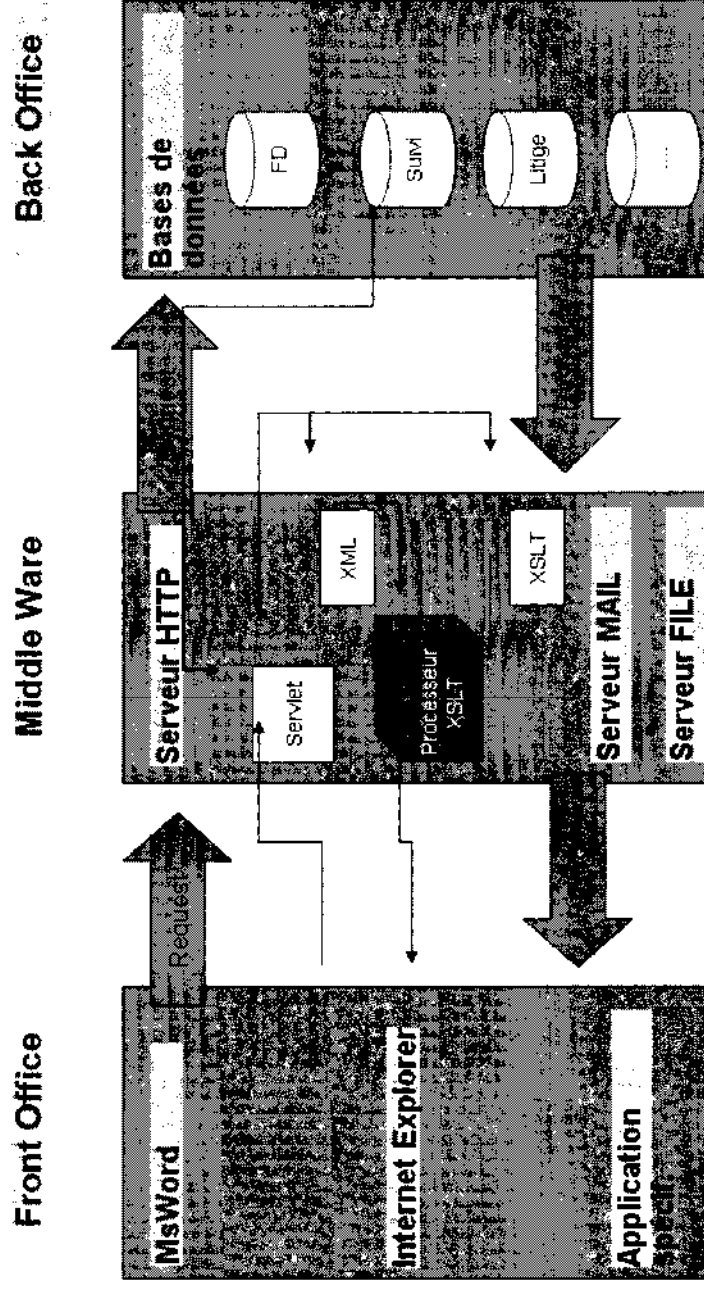 Front Office
Middle Ware
Back Office
MsWord
Internet Explorer
Application
Request
Serveur HTTP
Servlet
XML
Processeur
XSLT
XSLT
Serveur MAIL
Serveur FILE
Bases de
données
FD
Suivi
Litige
....